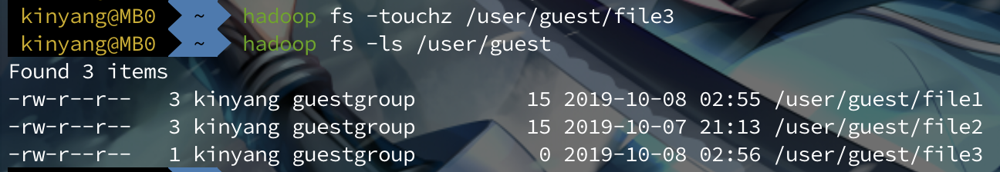 kinyang@MB0 ~ hadoop fs -touchz /user/guest/file3
kinyang@MB0 ~ hadoop fs -ls /user/guest
Found 3 items
-rw-r--r--   3 kinyang guestgroup         15 2019-10-08 02:55 /user/guest/file1
-rw-r--r--   3 kinyang guestgroup         15 2019-10-07 21:13 /user/guest/file2
-rw-r--r--   1 kinyang guestgroup          0 2019-10-08 02:56 /user/guest/file3